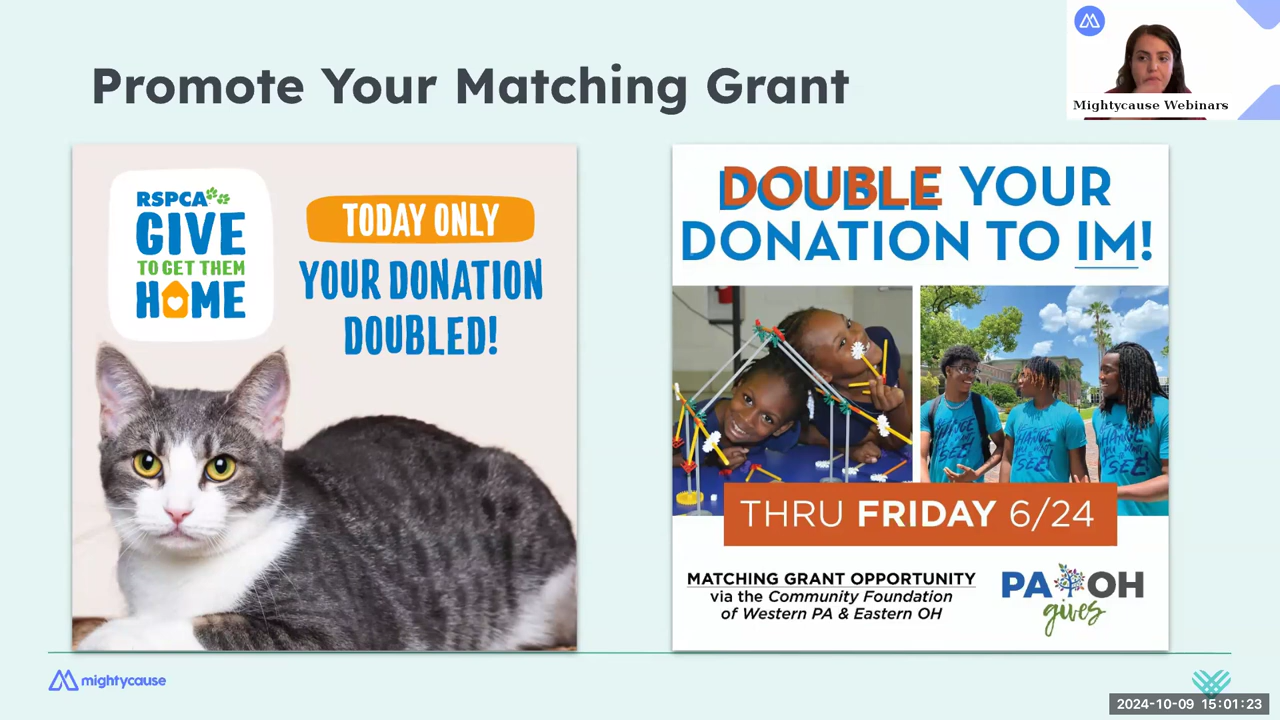 Promote Your Matching Grant
Mightycause Webinars
RSPCA
GIVE
TO GET THEM
HOME
TODAY ONLY
YOUR DONATION
DOUBLED!
DOUBLE YOUR
DONATION TO IM!
THRU FRIDAY 6/24
MATCHING GRANT OPPORTUNITY
via the Community Foundation
of Western PA & Eastern OH
PA OH
gives
mightycause
2024-10-09 15:01:23